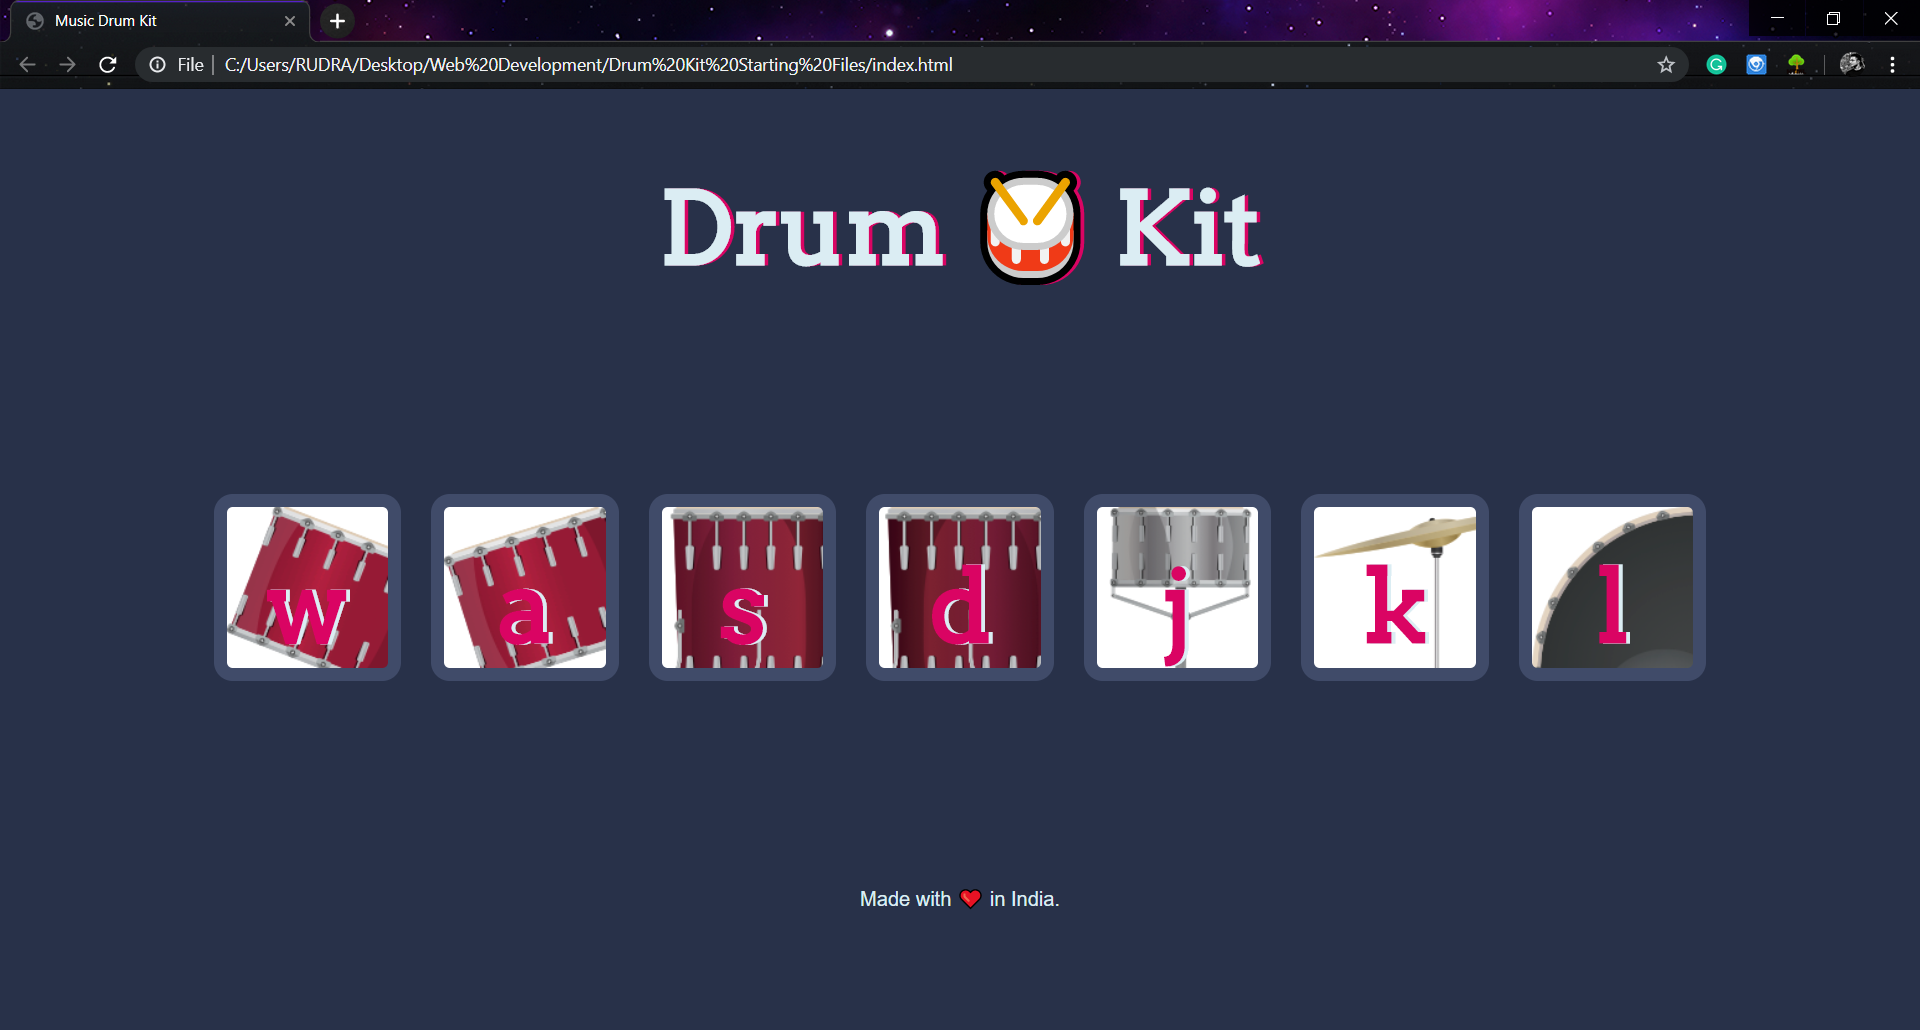 Music Drum Kit
File | C:/Users/RUDRA/Desktop/Web%20Development/Drum%20Kit%20Starting%20Files/index.html
Drum 🥁 Kit
w a s d j k l
Made with ❤️ in India.